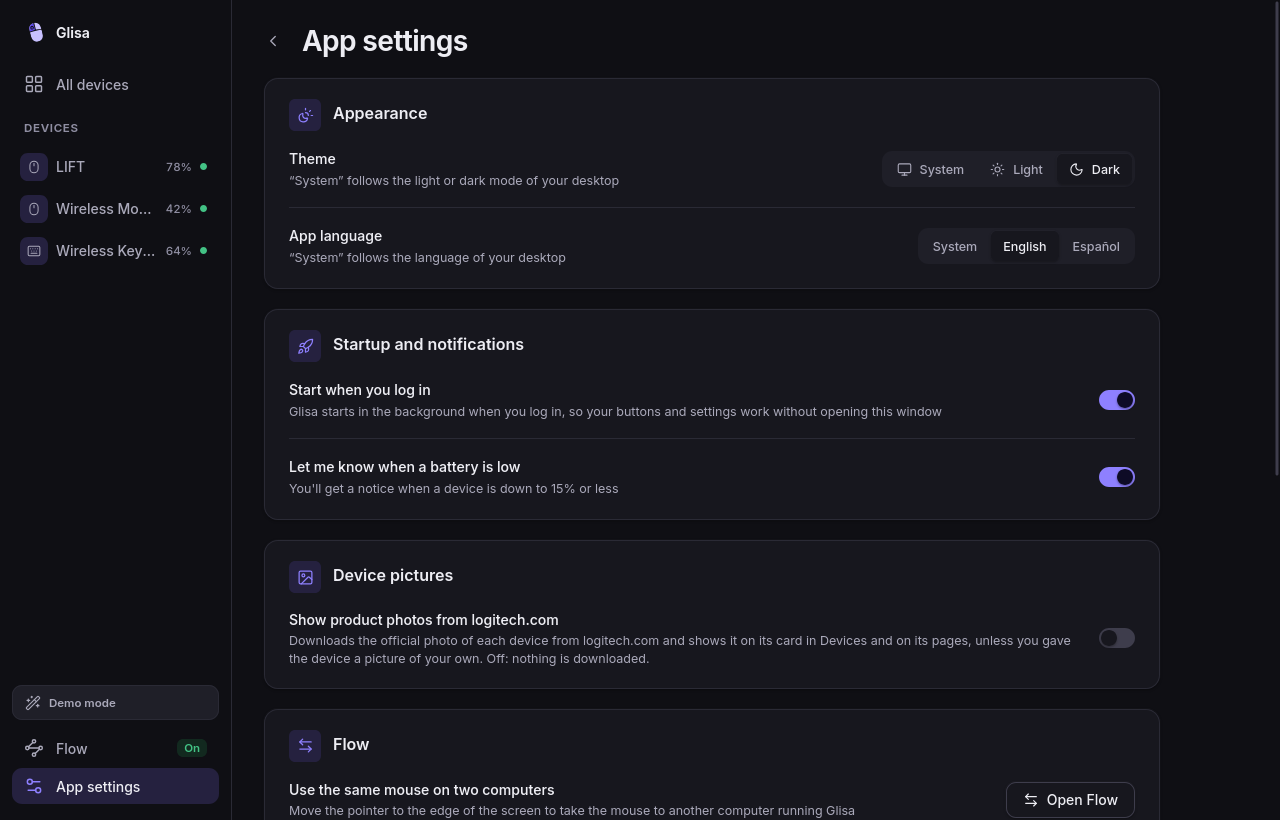 Glisa
All devices
DEVICES
LIFT 78%
Wireless Mo... 42%
Wireless Key... 64%
Demo mode
Flow On
App settings
App settings
Appearance
Theme
“System” follows the light or dark mode of your desktop
System Light Dark
App language
“System” follows the language of your desktop
System English Español
Startup and notifications
Start when you log in
Glisa starts in the background when you log in, so your buttons and settings work without opening this window
Let me know when a battery is low
You'll get a notice when a device is down to 15% or less
Device pictures
Show product photos from logitech.com
Downloads the official photo of each device from logitech.com and shows it on its card in Devices and on its pages, unless you gave
the device a picture of your own. Off: nothing is downloaded.
Flow
Use the same mouse on two computers
Move the pointer to the edge of the screen to take the mouse to another computer running Glisa
Open Flow